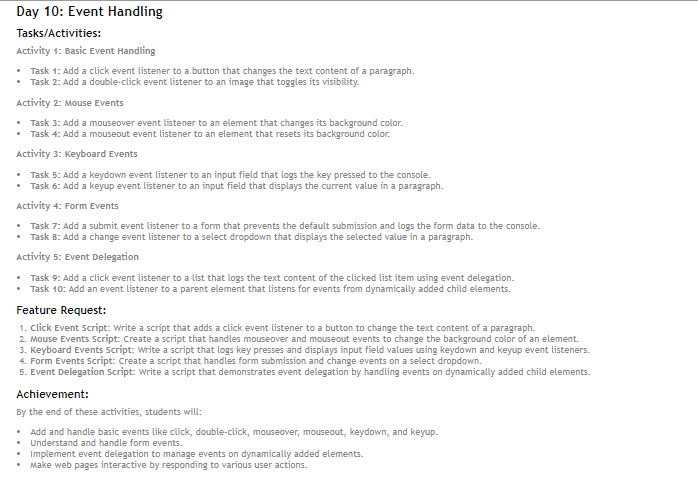 Day 10: Event Handling
Tasks/Activities:
Activity 1: Basic Event Handling
• Task 1: Add a click event listener to a button that changes the text content of a paragraph.
• Task 2: Add a double-click event listener to an image that toggles its visibility.
Activity 2: Mouse Events
• Task 3: Add a mouseover event listener to an element that changes its background color.
• Task 4: Add a mouseout event listener to an element that resets its background color.
Activity 3: Keyboard Events
• Task 5: Add a keydown event listener to an input field that logs the key pressed to the console.
• Task 6: Add a keyup event listener to an input field that displays the current value in a paragraph.
Activity 4: Form Events
• Task 7: Add a submit event listener to a form that prevents the default submission and logs the form data to the console.
• Task 8: Add a change event listener to a select dropdown that displays the selected value in a paragraph.
Activity 5: Event Delegation
• Task 9: Add a click event listener to a list that logs the text content of the clicked list item using event delegation.
• Task 10: Add an event listener to a parent element that listens for events from dynamically added child elements.
Feature Request:
1. Click Event Script: Write a script that adds a click event listener to a button to change the text content of a paragraph.
2. Mouse Events Script: Create a script that handles mouseover and mouseout events to change the background color of an element.
3. Keyboard Events Script: Write a script that logs key presses and displays input field values using keydown and keyup event listeners.
4. Form Events Script: Create a script that handles form submission and change events on a select dropdown.
5. Event Delegation Script: Write a script that demonstrates event delegation by handling events on dynamically added child elements.
Achievement:
By the end of these activities, students will:
• Add and handle basic events like click, double-click, mouseover, mouseout, keydown, and keyup.
• Understand and handle form events.
• Implement event delegation to manage events on dynamically added elements.
• Make web pages interactive by responding to various user actions.